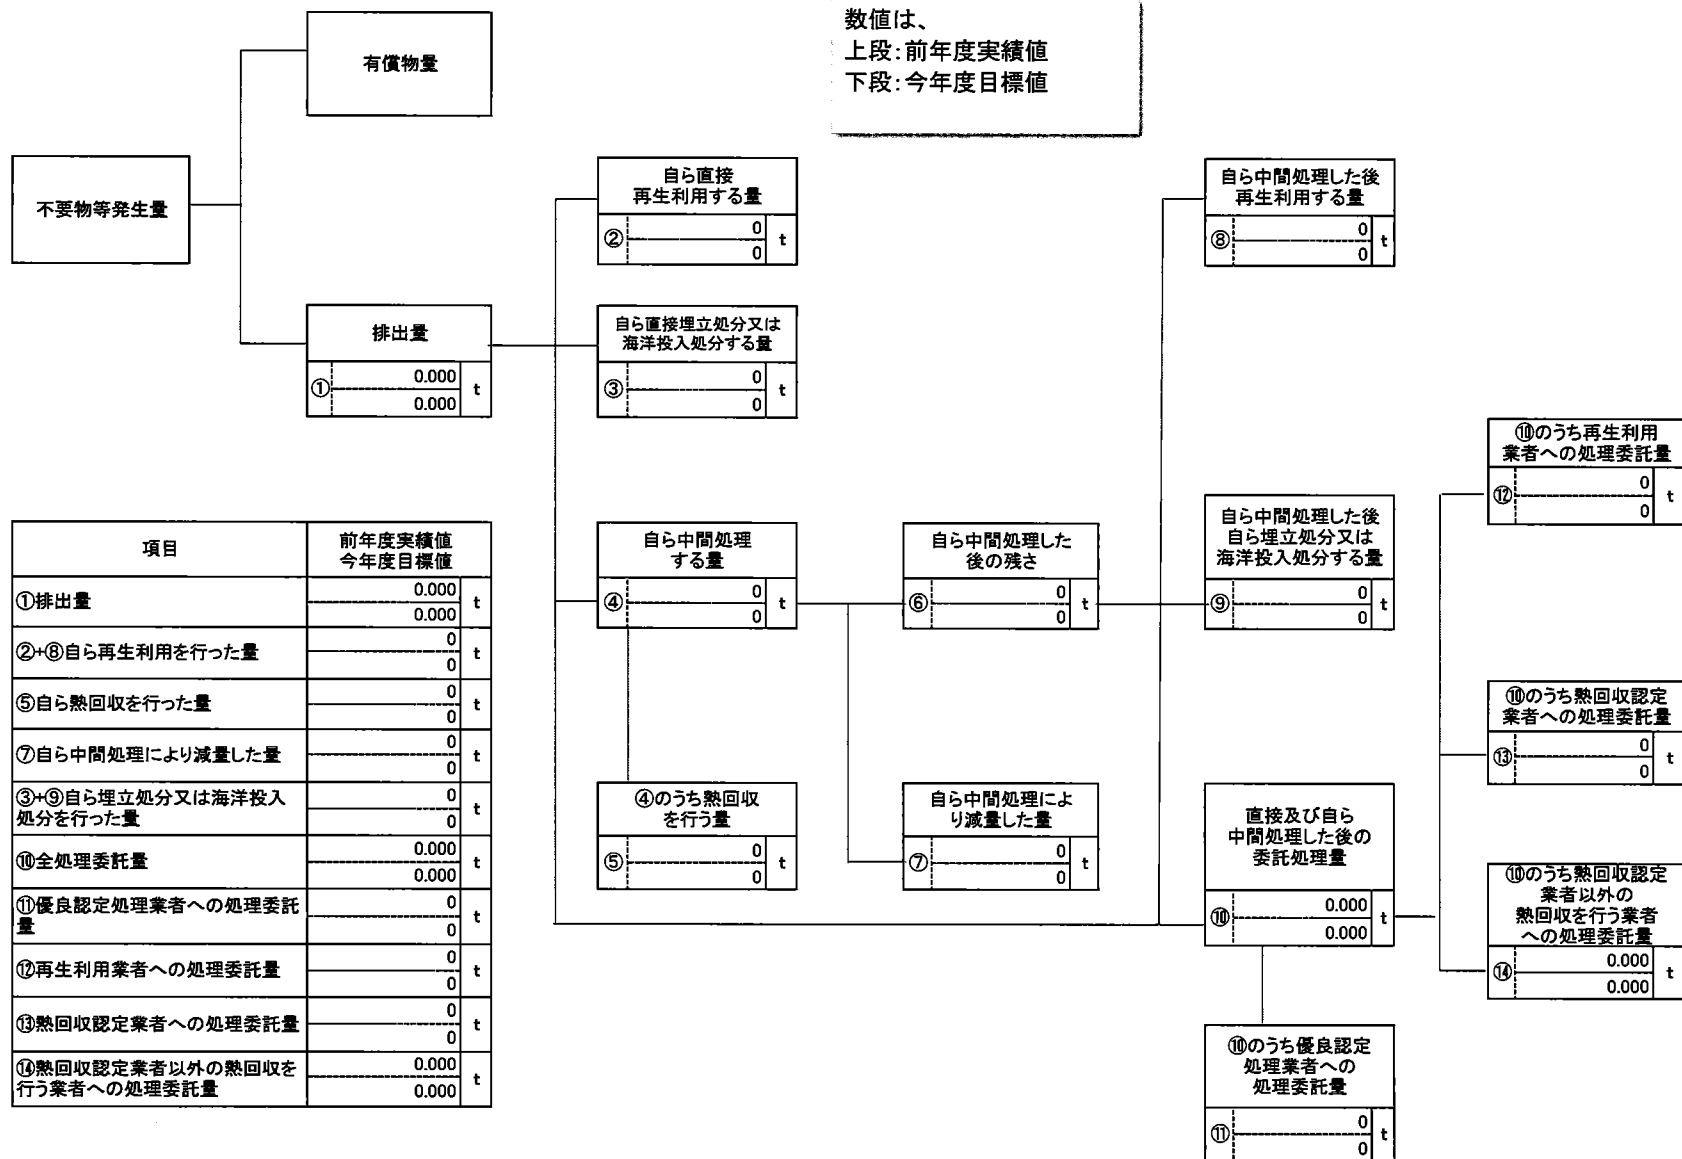 数値は、
上段:前年度実績値
下段:今年度目標値
有償物量
不要物等発生量
排出量
① 0.000 t
0.000
自ら直接
再生利用する量
② 0 t
0
自ら直接埋立処分又は
海洋投入処分する量
③ 0 t
0
自ら中間処理
する量
④ 0 t
0
④のうち熱回収
を行う量
⑤ 0 t
0
自ら中間処理した
後の残さ
⑥ 0 t
0
自ら中間処理によ
り減量した量
⑦ 0 t
0
自ら中間処理した後
再生利用する量
⑧ 0 t
0
自ら中間処理した後
自ら埋立処分又は
海洋投入処分する量
⑨ 0 t
0
直接及び自ら
中間処理した後の
委託処理量
⑩ 0.000 t
0.000
⑩のうち優良認定
処理業者への
処理委託量
⑪ 0 t
0
⑩のうち再生利用
業者への処理委託量
⑫ 0 t
0
⑩のうち熱回収認定
業者への処理委託量
⑬ 0 t
0
⑩のうち熱回収認定
業者以外の
熱回収を行う業者
への処理委託量
⑭ 0.000 t
0.000
項目 前年度実績値
今年度目標値
①排出量 0.000 t
0.000
②+⑧自ら再生利用を行った量 0 t
0
⑤自ら熱回収を行った量 0 t
0
⑦自ら中間処理により減量した量 0 t
0
③+⑨自ら埋立処分又は海洋投入 0 t
処分を行った量 0
⑩全処理委託量 0.000 t
0.000
⑪優良認定処理業者への処理委託 0 t
量 0
⑫再生利用業者への処理委託量 0 t
0
⑬熱回収認定業者への処理委託量 0 t
0
⑭熱回収認定業者以外の熱回収を 0.000 t
行う業者への処理委託量 0.000